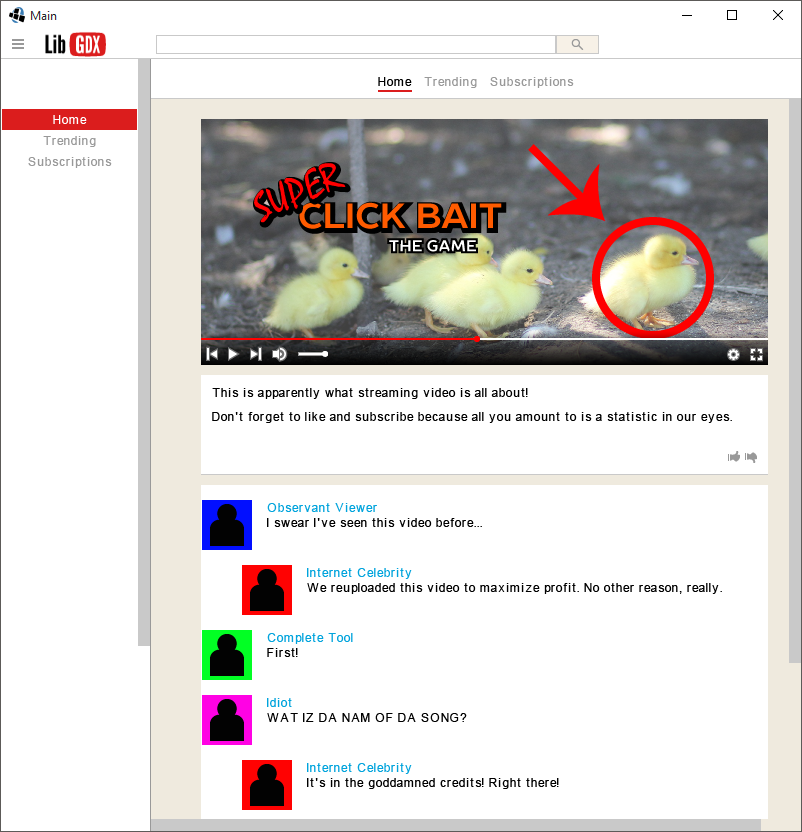 Main
Lib GDX
Home Trending Subscriptions
Home
Trending
Subscriptions
SUPER
CLICK BAIT
THE GAME
This is apparently what streaming video is all about!
Don't forget to like and subscribe because all you amount to is a statistic in our eyes.
Observant Viewer
I swear I've seen this video before...
Internet Celebrity
We reuploaded this video to maximize profit. No other reason, really.
Complete Tool
First!
Idiot
WAT IZ DA NAM OF DA SONG?
Internet Celebrity
It's in the goddamned credits! Right there!